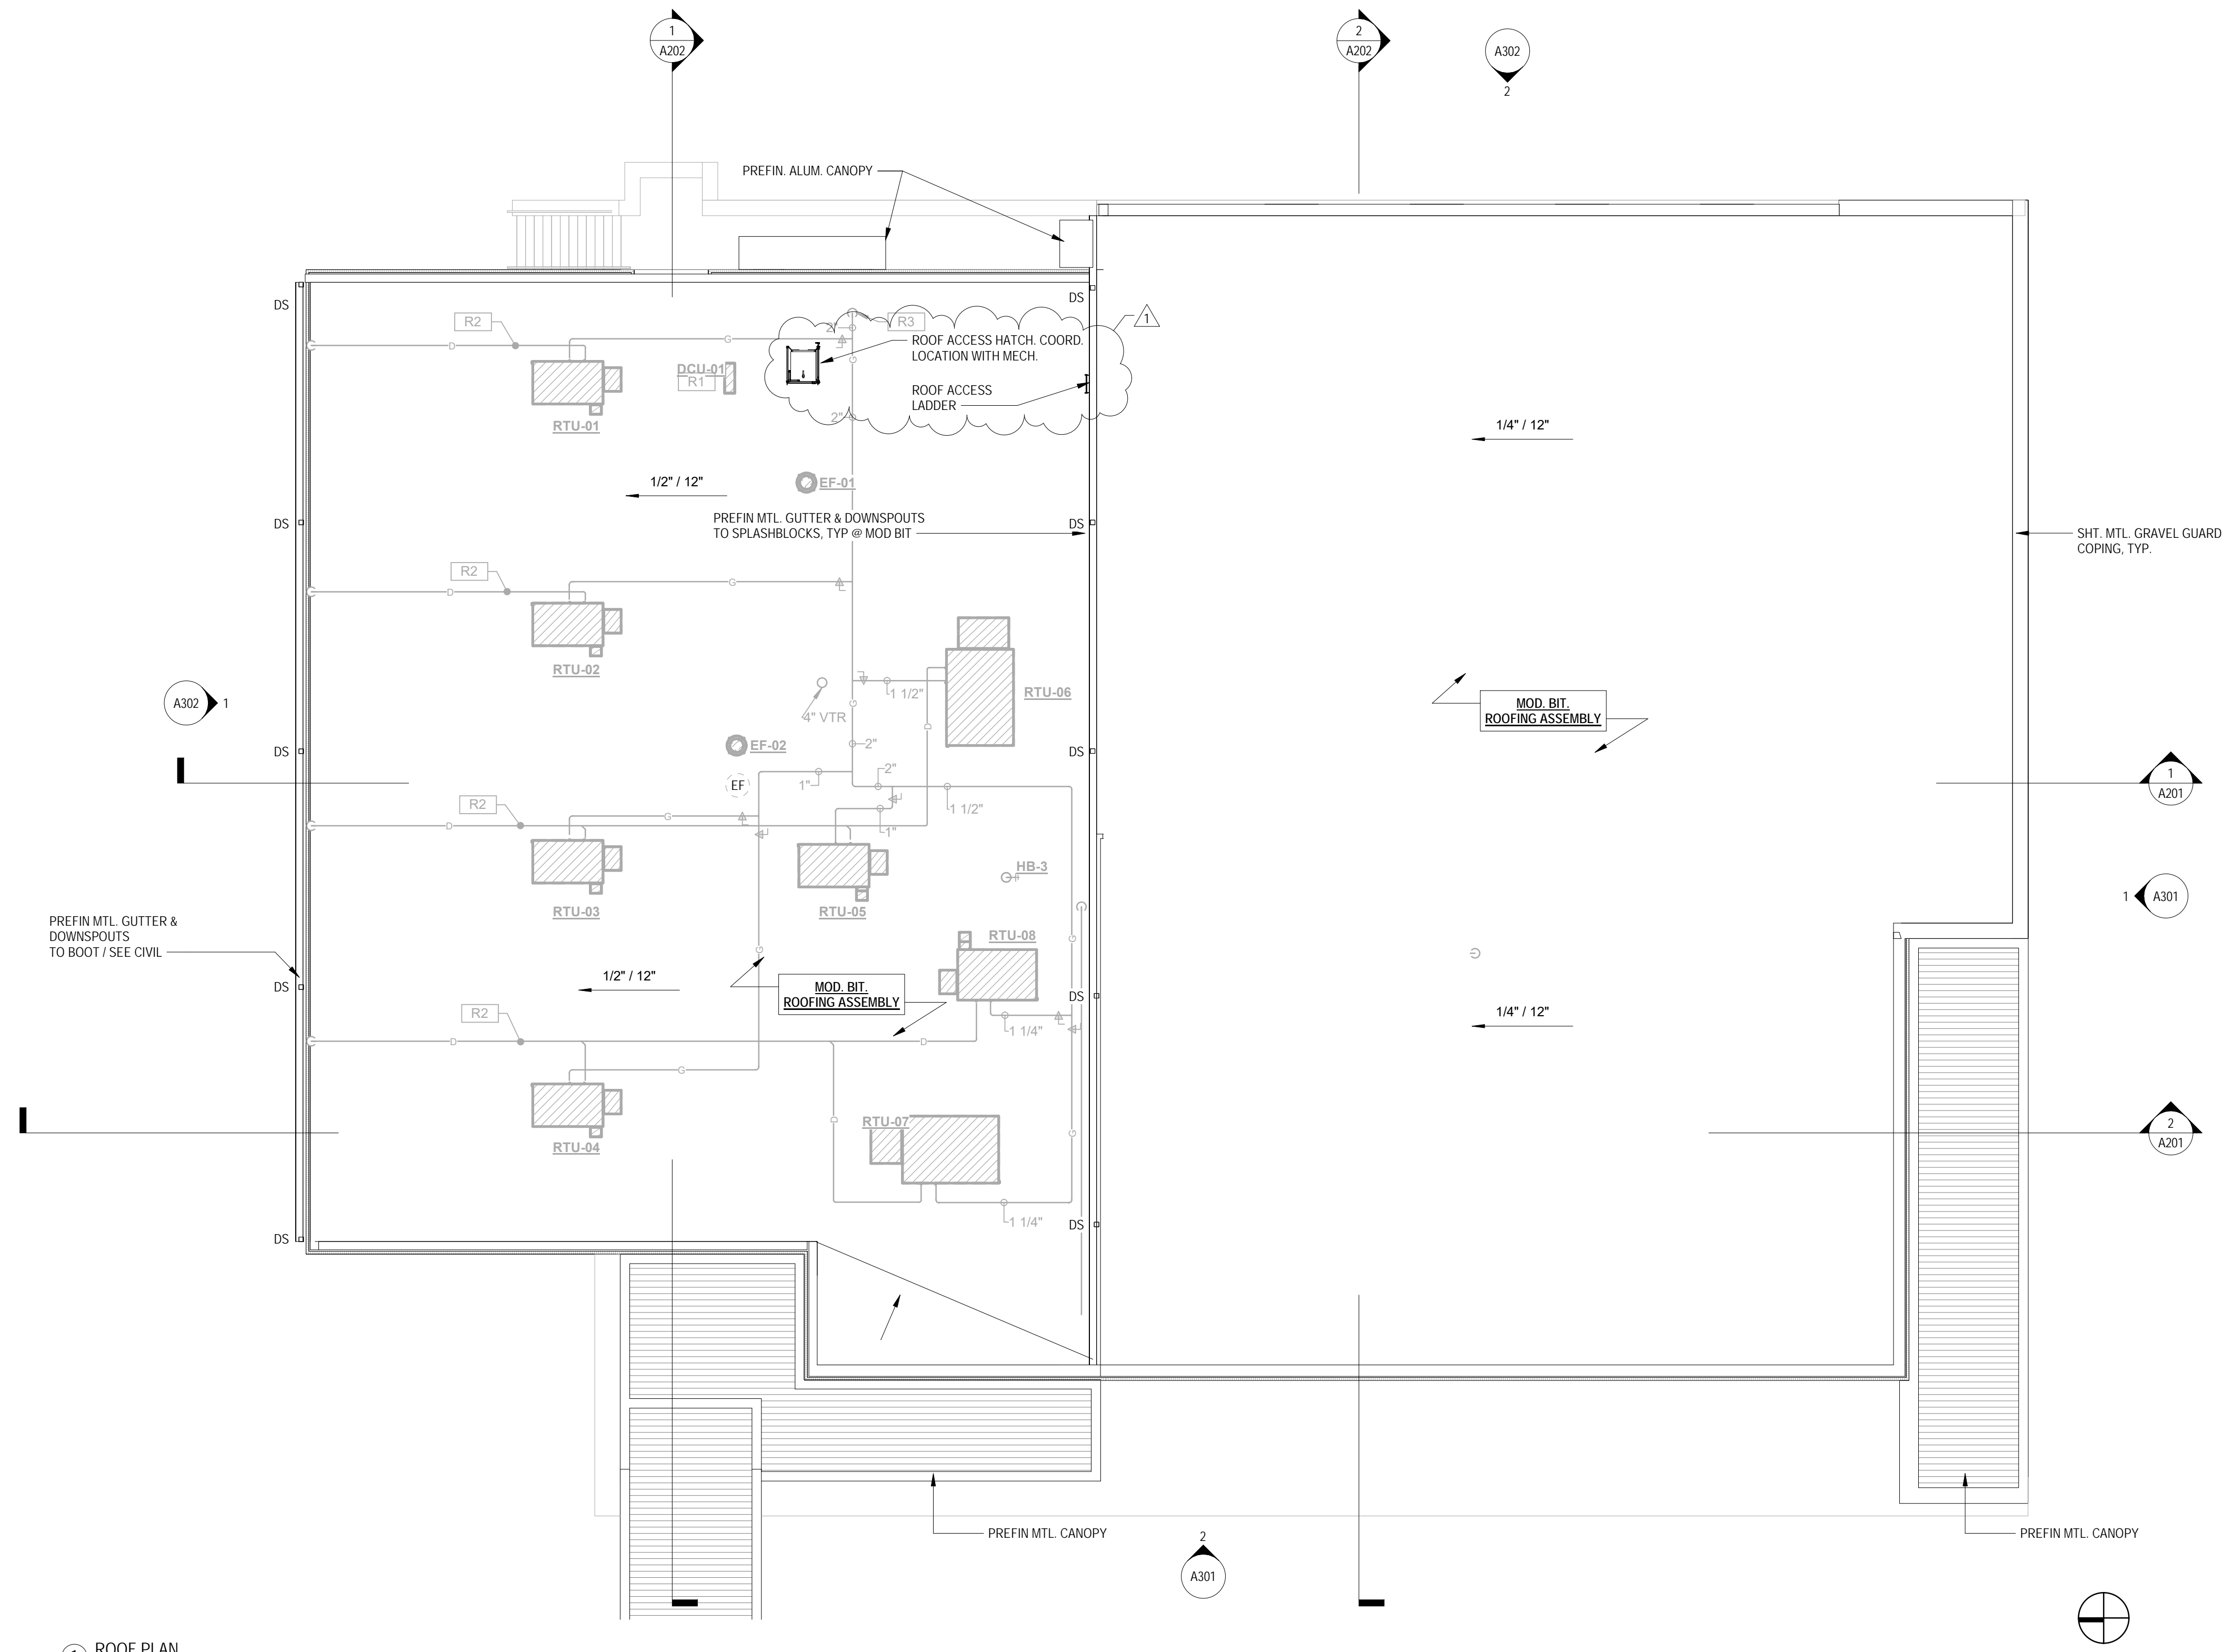 1
A202
2
A202
A302
2
PREFIN. ALUM. CANOPY
DS
DS
R2
R3
2"
G
D
ROOF ACCESS HATCH. COORD.
LOCATION WITH MECH.
G
1
DCU-01
R1
ROOF ACCESS
LADDER
2"
RTU-01
1/4" / 12"
1/2" / 12"
EF-01
PREFIN MTL. GUTTER & DOWNSPOUTS
TO SPLASHBLOCKS, TYP @ MOD BIT
DS
DS
SHT. MTL. GRAVEL GUARD
COPING, TYP.
R2
G
D
RTU-02
1 1/2"
RTU-06
A302
1
G
4" VTR
D
MOD. BIT.
ROOFING ASSEMBLY
DS
EF-02
2"
DS
EF
1"
2"
1
A201
R2
1 1/2"
G
D
1"
HB-3
RTU-03
RTU-05
1
A301
PREFIN MTL. GUTTER &
DOWNSPOUTS
TO BOOT / SEE CIVIL
G
RTU-08
G
1/2" / 12"
MOD. BIT.
ROOFING ASSEMBLY
DS
DS
R2
1 1/4"
1/4" / 12"
D
D
G
RTU-07
D
G
RTU-04
2
A201
1 1/4"
DS
DS
PREFIN MTL. CANOPY
PREFIN MTL. CANOPY
2
A301
ROOF PLAN